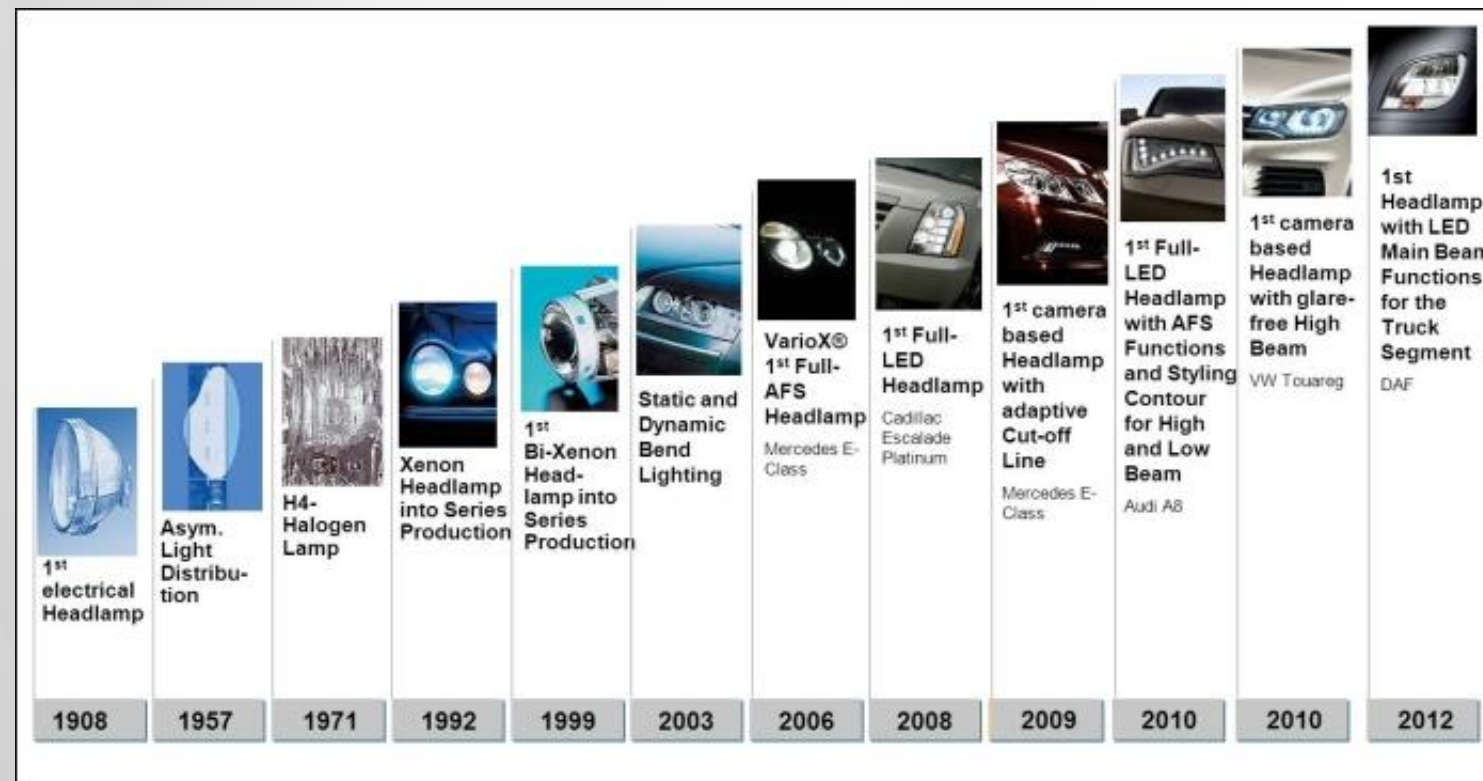 1st
electrical
Headlamp
1908
Asym.
Light
Distribu-
tion
1957
H4-
Halogen
Lamp
1971
Xenon
Headlamp
into Series
Production
1992
1st
Bi-Xenon
Head-
lamp into
Series
Production
1999
Static and
Dynamic
Bend
Lighting
2003
VarioX®
1st Full-
AFS
Headlamp
Mercedes E-
Class
2006
1st Full-
LED
Headlamp
Cadillac
Escalade
Platinum
2008
1st camera
based
Headlamp
with
adaptive
Cut-off
Line
Mercedes E-
Class
2009
1st Full-
LED
Headlamp
with AFS
Functions
and Styling
Contour
for High
and Low
Beam
Audi A8
2010
1st camera
based
Headlamp
with glare-
free High
Beam
VW Touareg
2010
1st
Headlamp
with LED
Main Bean
Functions
for the
Truck
Segment
DAF
2012